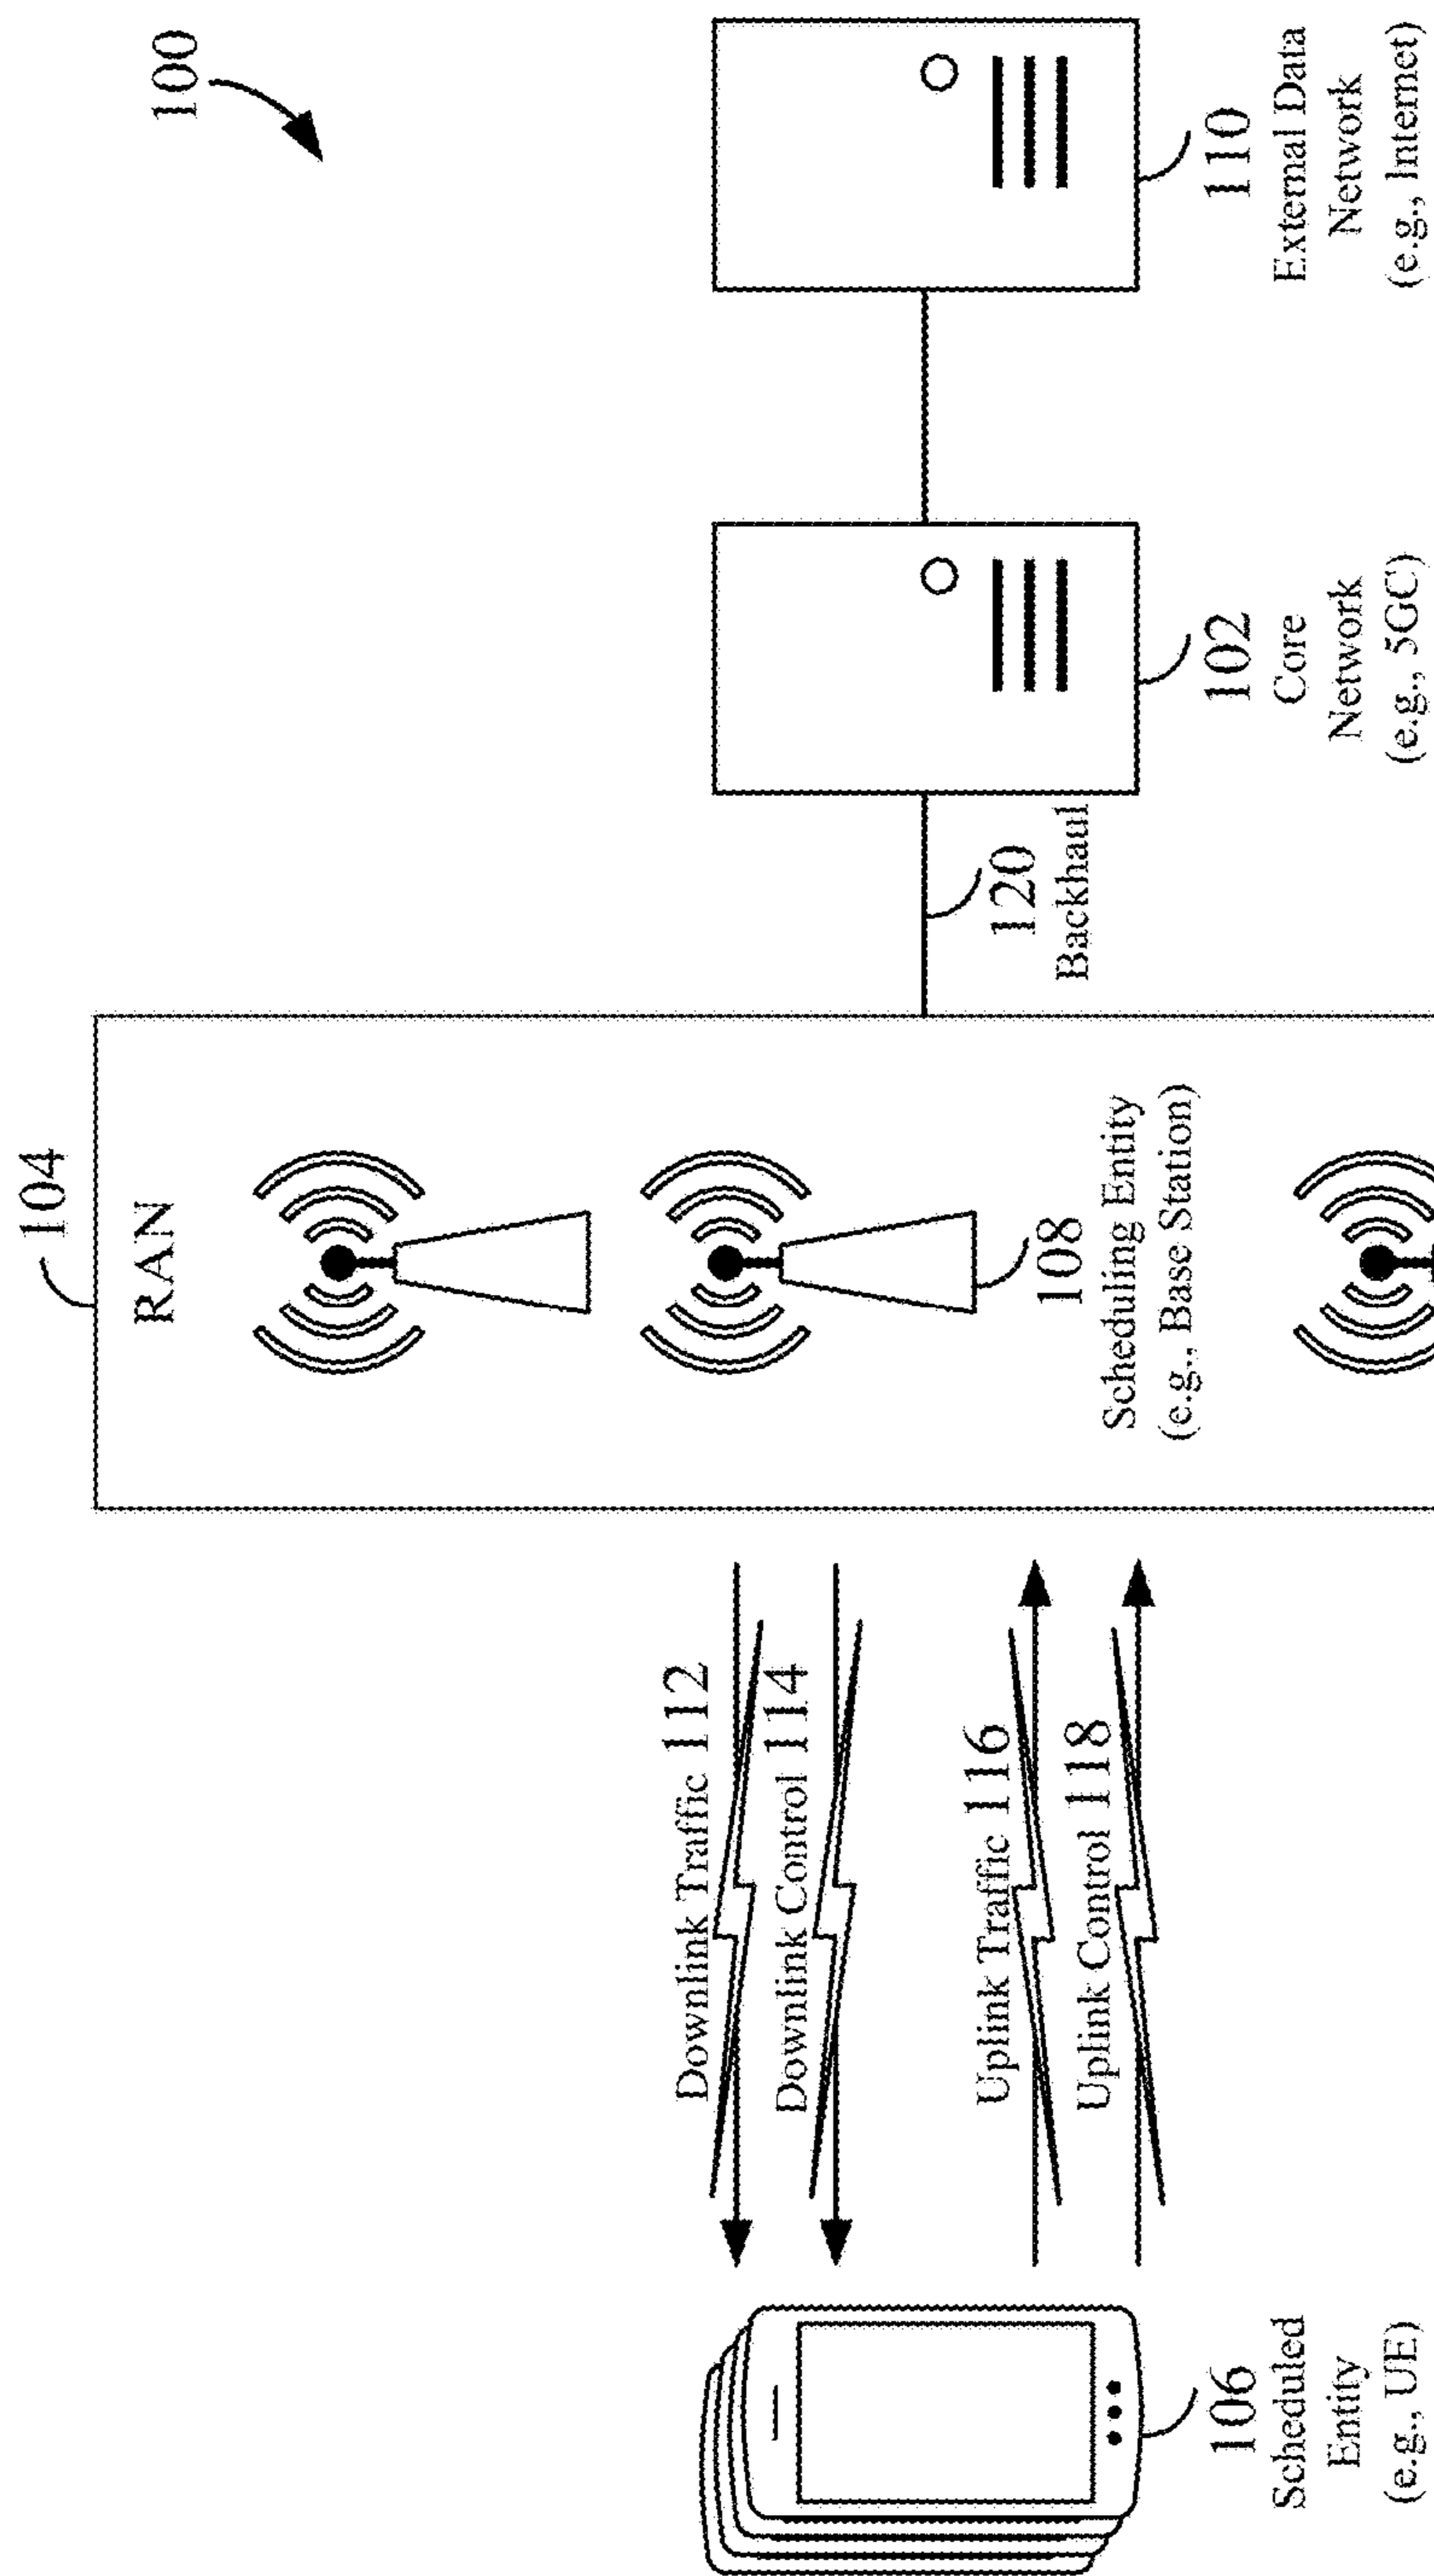 100
104
RAN
108
Scheduling Entity
(e.g., Base Station)
Downlink Traffic 112
Downlink Control 114
Uplink Traffic 116
Uplink Control 118
106
Scheduled
Entity
(e.g., UE)
120
Backhaul
102
Core
Network
(e.g., 5GC)
110
External Data
Network
(e.g., Internet)